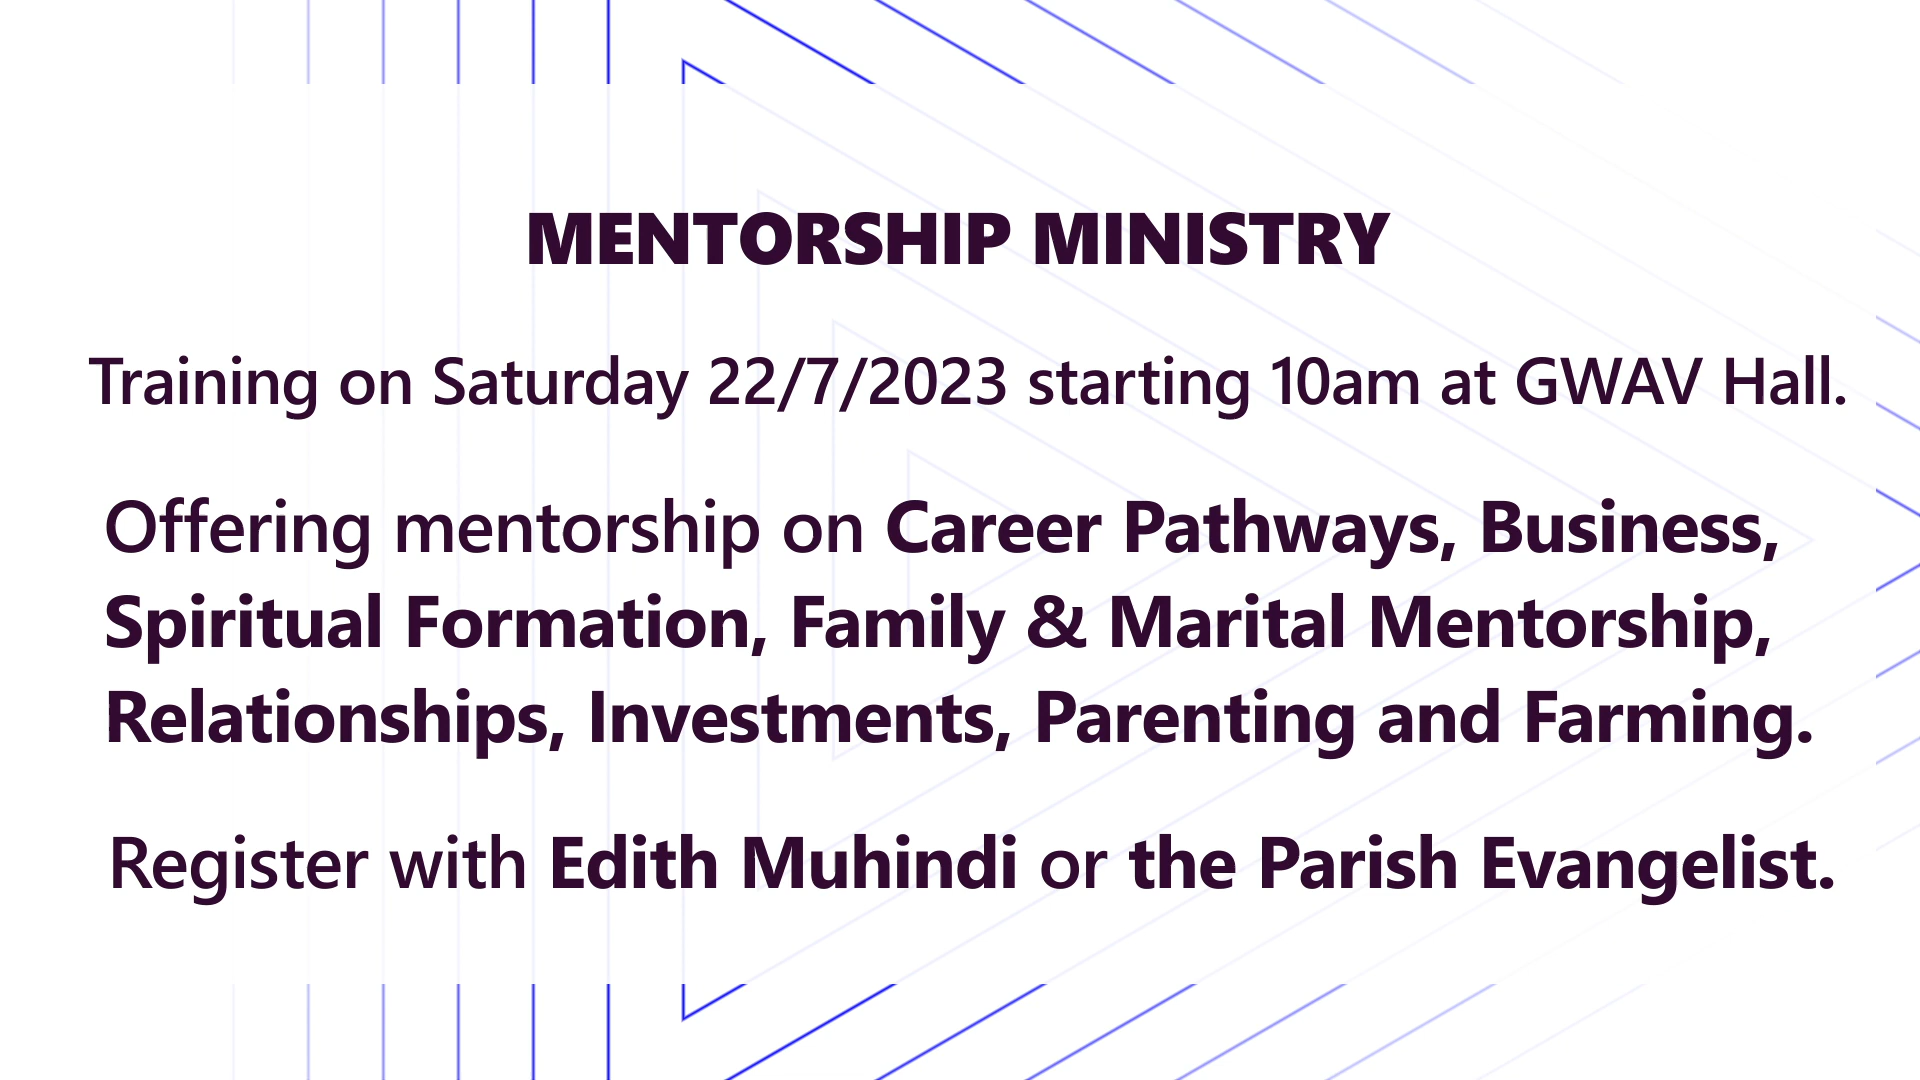 MENTORSHIP MINISTRY
Training on Saturday 22/7/2023 starting 10am at GWAV Hall.
Offering mentorship on Career Pathways, Business,
Spiritual Formation, Family & Marital Mentorship,
Relationships, Investments, Parenting and Farming.
Register with Edith Muhindi or the Parish Evangelist.